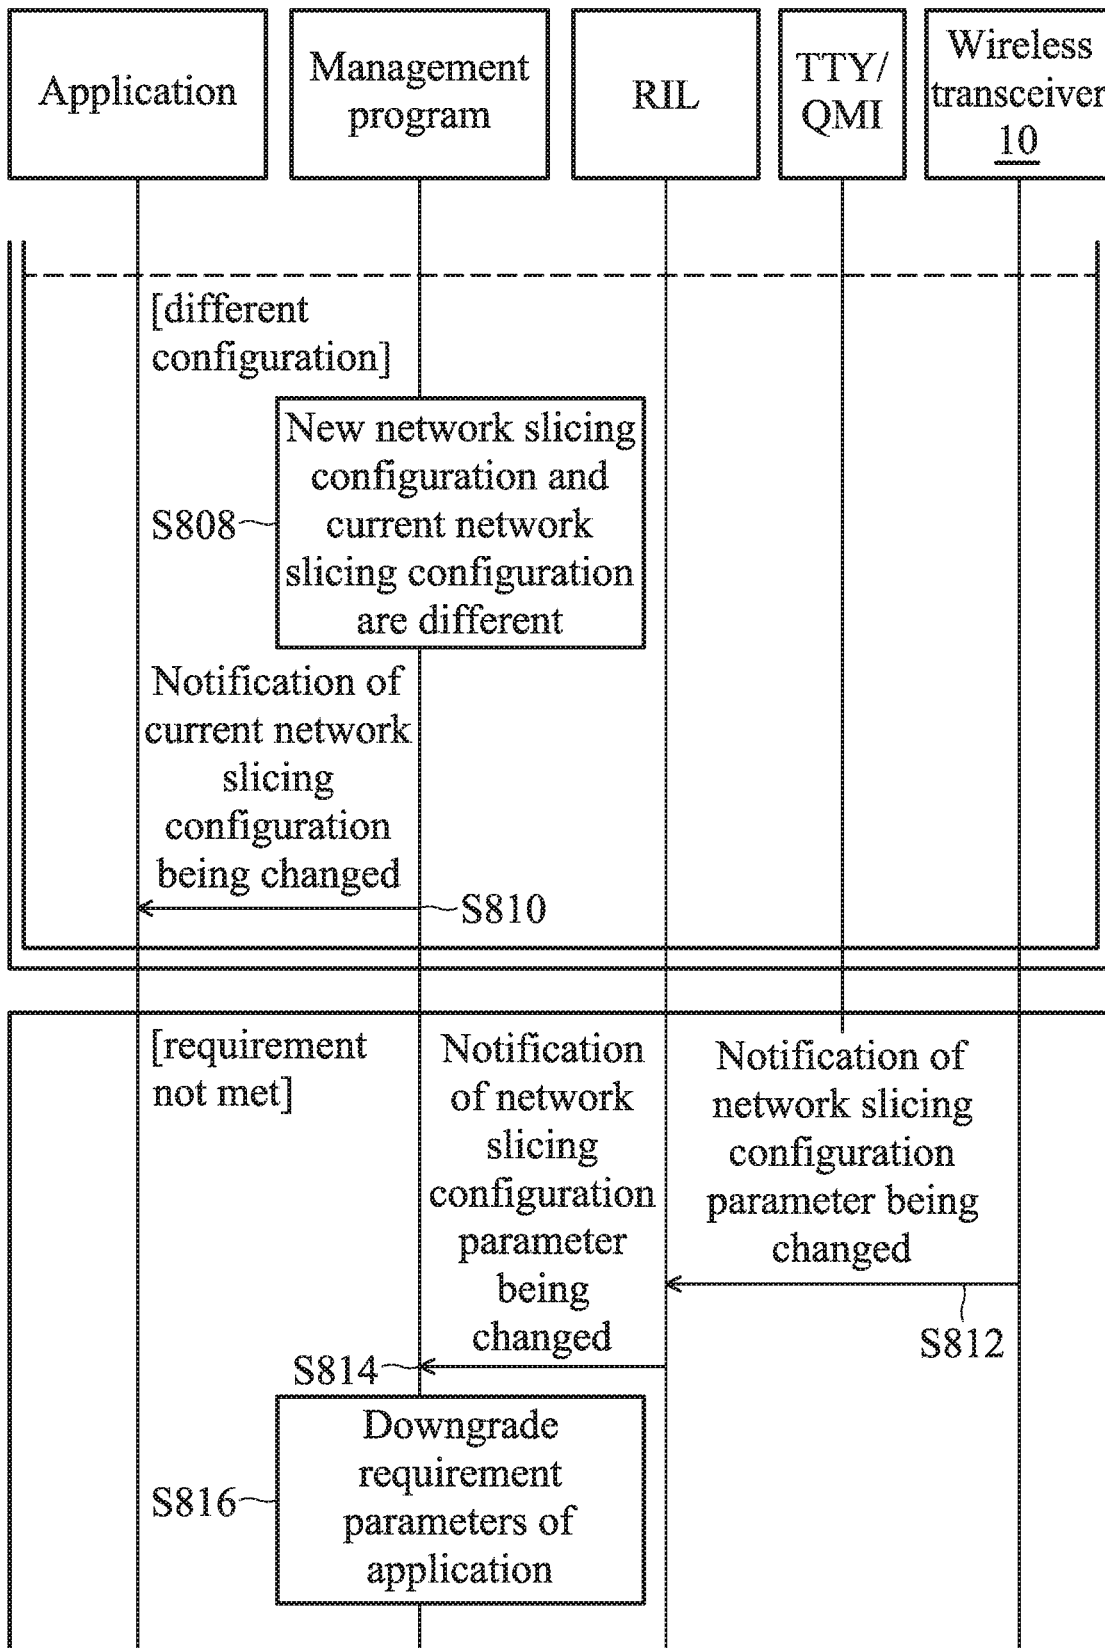 Application
Management
program
RIL
TTY/
QMI
Wireless
transceiver
10
[different
configuration]
New network slicing
configuration and
current network
slicing configuration
are different
S808
Notification of
current network
slicing
configuration
being changed
S810
[requirement
not met]
Notification
of network
slicing
configuration
parameter
being
changed
Notification of
network slicing
configuration
parameter being
changed
S812
S814
Downgrade
requirement
parameters of
application
S816